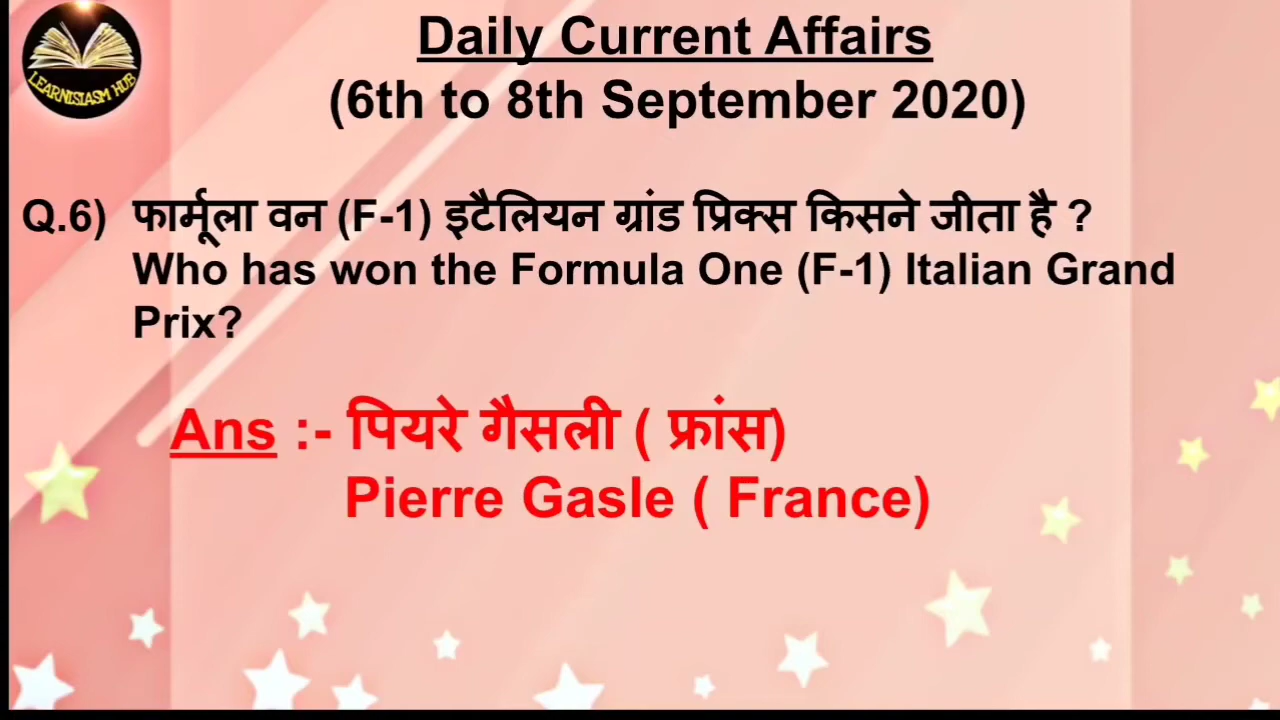 LEARNISIASM HUB
Daily Current Affairs
(6th to 8th September 2020)
Q.6) फार्मूला वन (F-1) इटैलियन ग्रांड प्रिक्स किसने जीता है ?
Who has won the Formula One (F-1) Italian Grand
Prix?
Ans :- पियरे गैसली ( फ्रांस)
Pierre Gasle ( France)